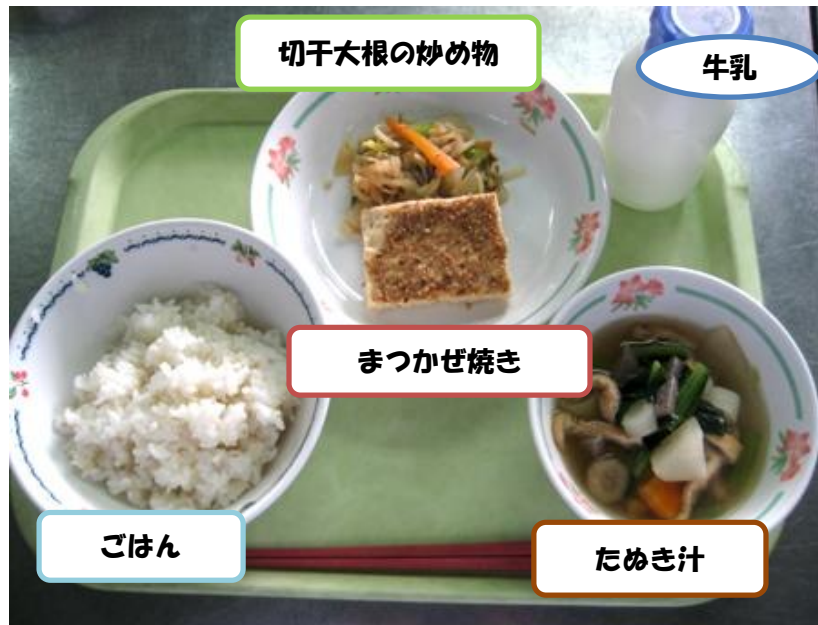 切干大根の炒め物
牛乳
まつかぜ焼き
ごはん
たぬき汁